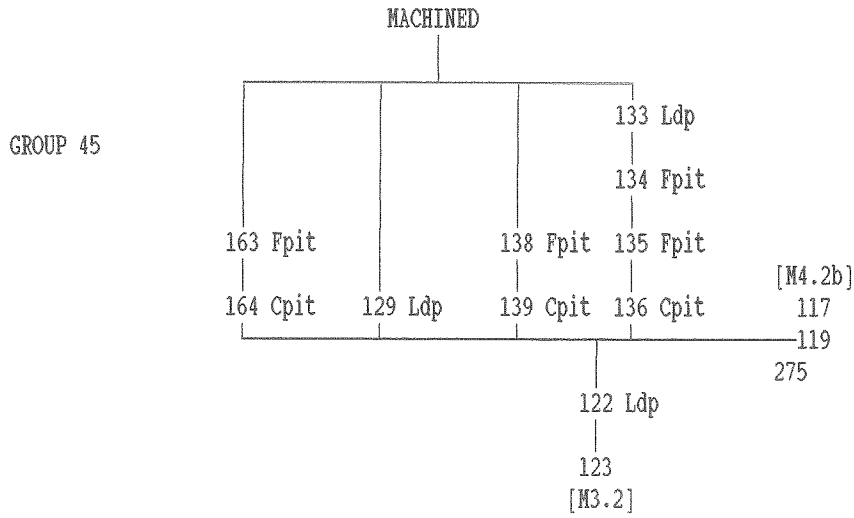 MACHINED
133 Ldp
GROUP 45
134 Fpit
163 Fpit 138 Fpit 135 Fpit
[M4.2b]
164 Cpit 129 Ldp 139 Cpit 136 Cpit 117
119
275
122 Ldp
123
[M3.2]